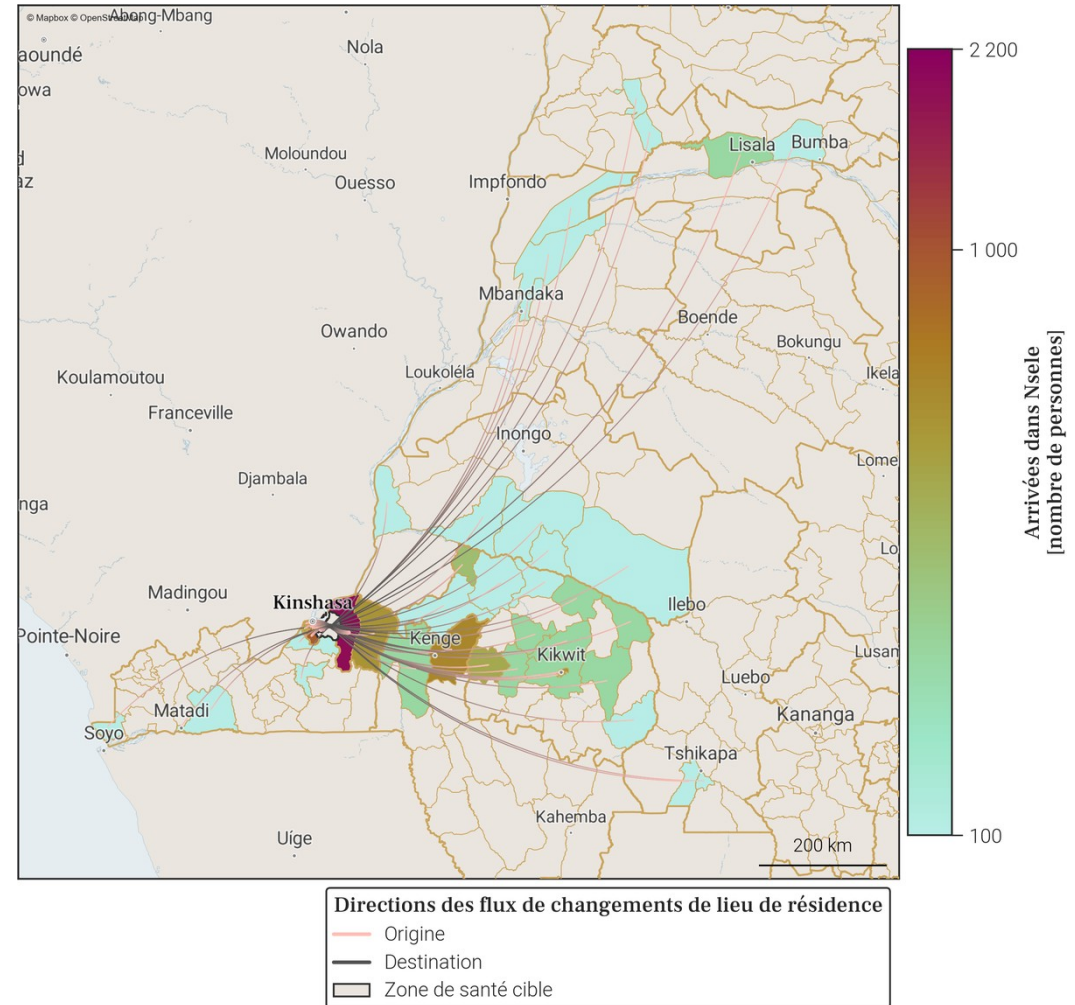 © Mapbox © OpenStreetMap
Abong-Mbang
aoundé
owa
Nola
d
az
Moloundou
Ouesso
Impfondo
Lisala
Bumba
Mbandaka
Boende
Owando
Bokungu
Koulamoutou
Loukoléla
Ikela
Franceville
Inongo
Djambala
Lome
nga
Lo
Madingou
Kinshasa
Ilebo
Pointe-Noire
Kenge
Kikwit
Lusan
Luebo
Matadi
Kananga
Soyo
Tshikapa
Kahemba
Uíge
200 km
2 200
1 000
100
Arrivées dans Nsele
[nombre de personnes]
Directions des flux de changements de lieu de résidence
Origine
Destination
Zone de santé cible